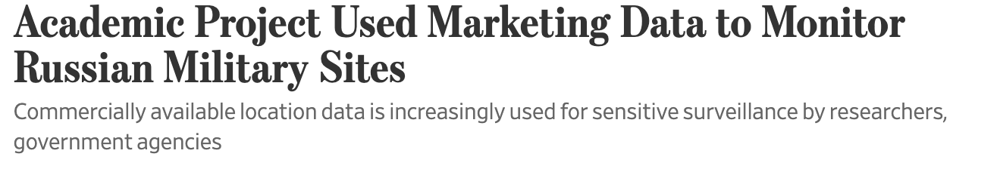 Academic Project Used Marketing Data to Monitor
Russian Military Sites
Commercially available location data is increasingly used for sensitive surveillance by researchers,
government agencies